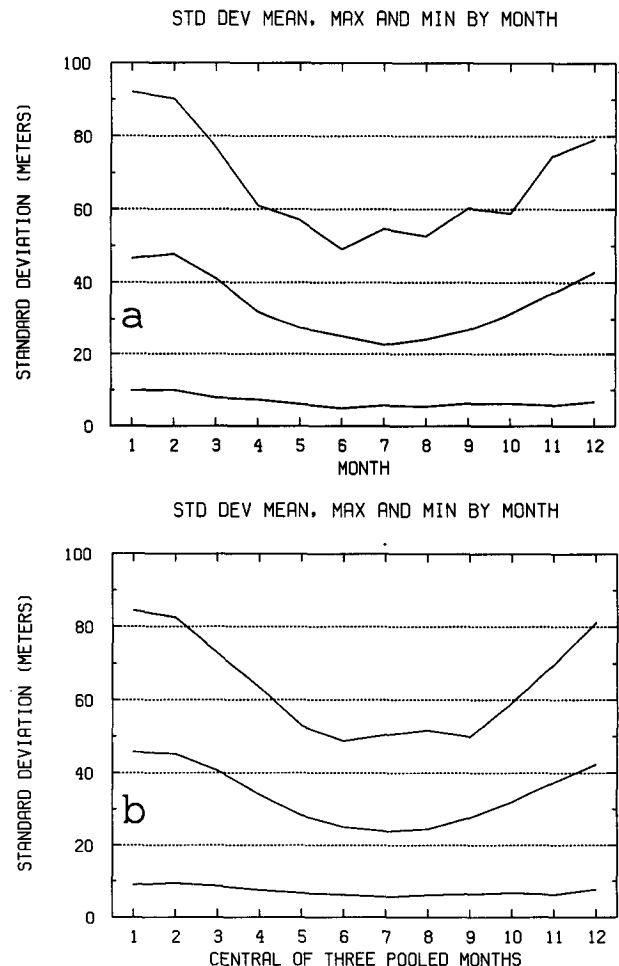 STD DEV MEAN, MAX AND MIN BY MONTH
100
80
60
40
20
0
STANDARD DEVIATION (METERS)
a
1 2 3 4 5 6 7 8 9 10 11 12
MONTH
STD DEV MEAN, MAX AND MIN BY MONTH
100
80
60
40
20
0
STANDARD DEVIATION (METERS)
b
1 2 3 4 5 6 7 8 9 10 11 12
CENTRAL OF THREE POOLED MONTHS